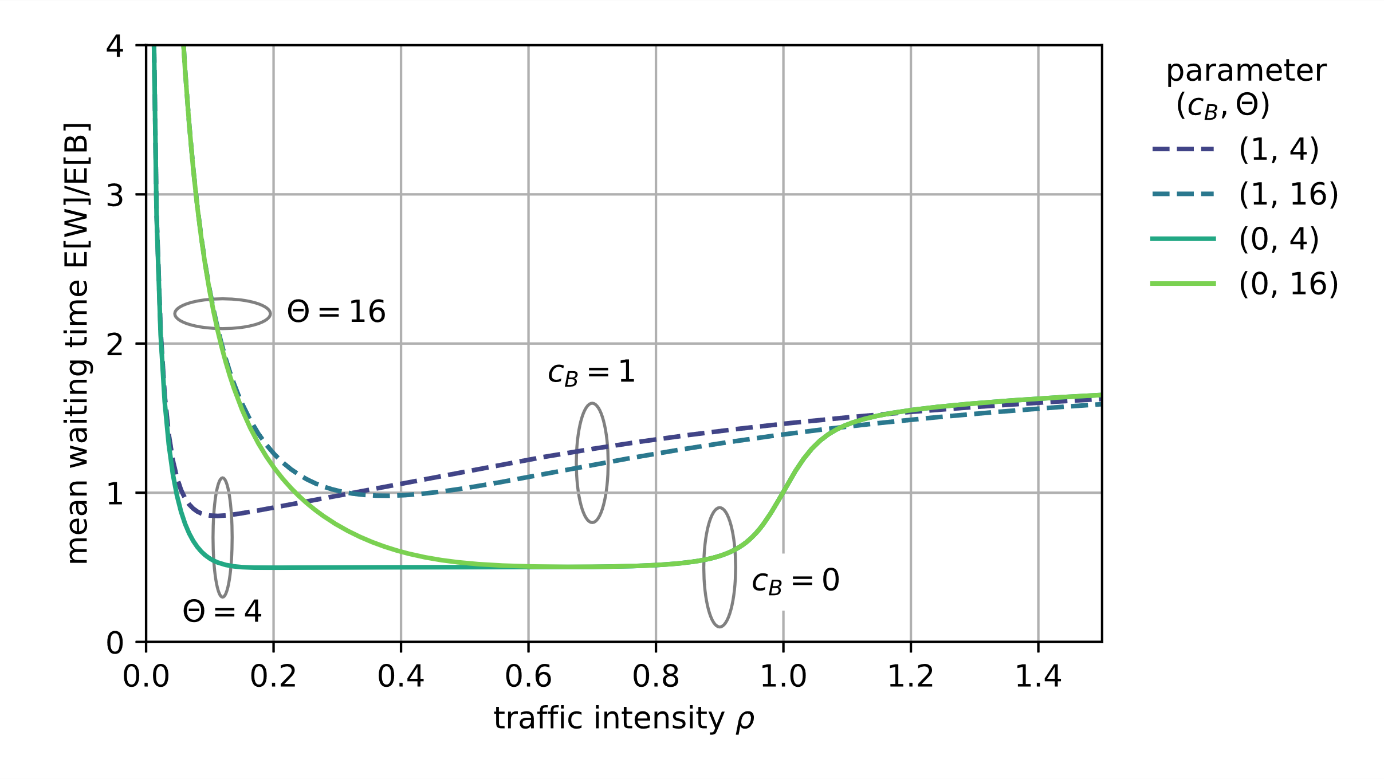 4
3
2
1
0
mean waiting time E[W]/E[B]
Θ = 16
c_B = 1
Θ = 4
c_B = 0
0.0 0.2 0.4 0.6 0.8 1.0 1.2 1.4
traffic intensity ρ
parameter
(c_B, Θ)
(1, 4)
(1, 16)
(0, 4)
(0, 16)